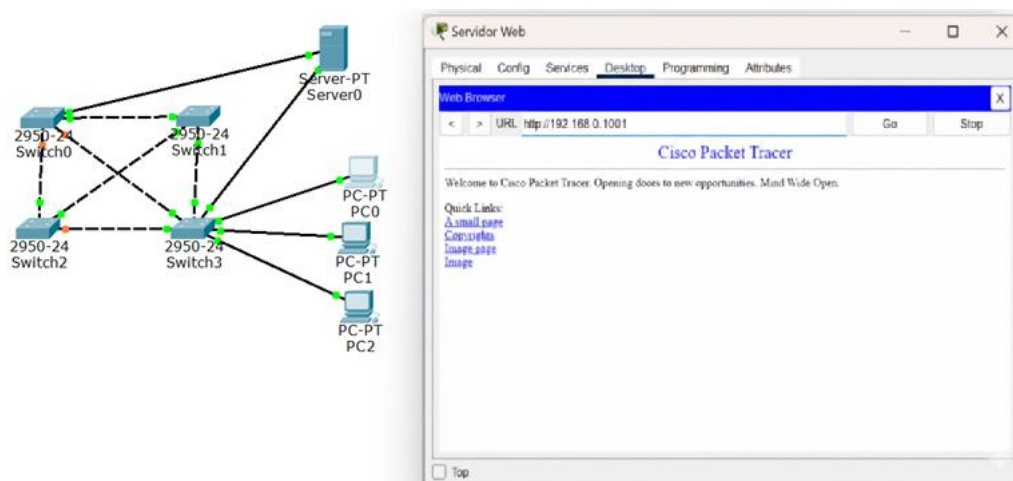 Server-PT
Server0
2950-24
Switch0
2950-24
Switch1
PC-PT
PC0
2950-24
Switch2
2950-24
Switch3
PC-PT
PC1
PC-PT
PC2
Servidor Web
Physical Config Services Desktop Programming Attributes
Web Browser X
< > URL http://192.168.0.1001 Go Stop
Cisco Packet Tracer
Welcome to Cisco Packet Tracer. Opening doors to new opportunities. Mind Wide Open.
Quick Links:
A small page
Copyrights
Image page
Image
Top